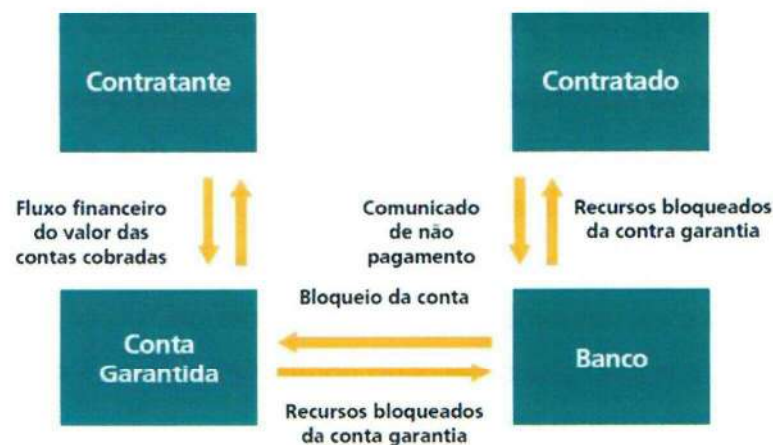 Contratante
Contratado
Fluxo financeiro
do valor das
contas cobradas
Comunicado
de não
pagamento
Recursos bloqueados
da contra garantia
Bloqueio da conta
Conta
Garantida
Banco
Recursos bloqueados
da conta garantia